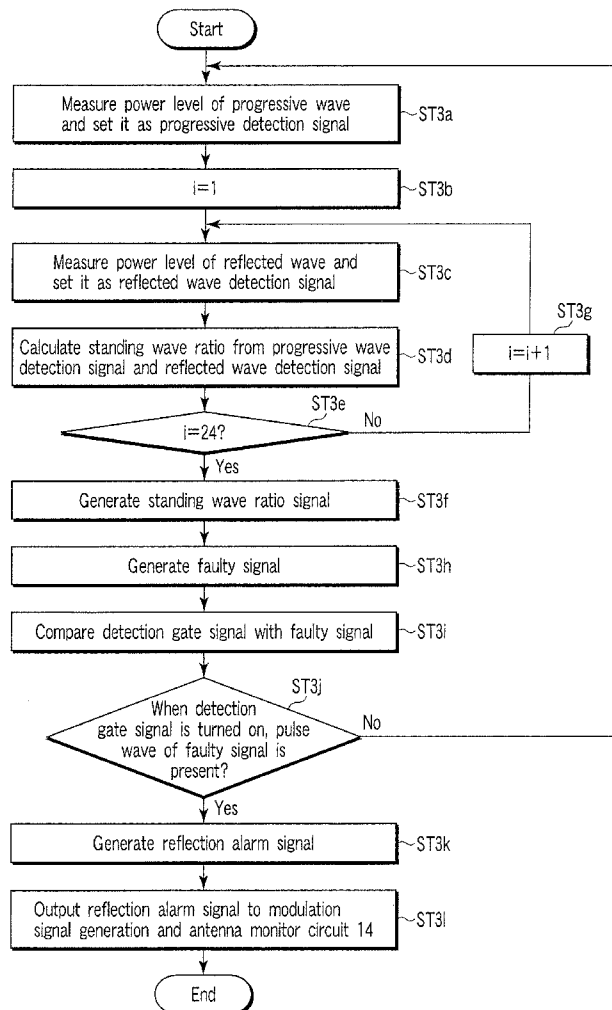 Start
Measure power level of progressive wave
and set it as progressive detection signal
ST3a
i=1
ST3b
Measure power level of reflected wave and
set it as reflected wave detection signal
ST3c
ST3g
i=i+1
Calculate standing wave ratio from progressive wave
detection signal and reflected wave detection signal
ST3d
ST3e
i=24?
No
Yes
Generate standing wave ratio signal
ST3f
Generate faulty signal
ST3h
Compare detection gate signal with faulty signal
ST3i
ST3j
When detection
gate signal is turned on, pulse
wave of faulty signal is
present?
No
Yes
Generate reflection alarm signal
ST3k
Output reflection alarm signal to modulation
signal generation and antenna monitor circuit 14
ST3l
End